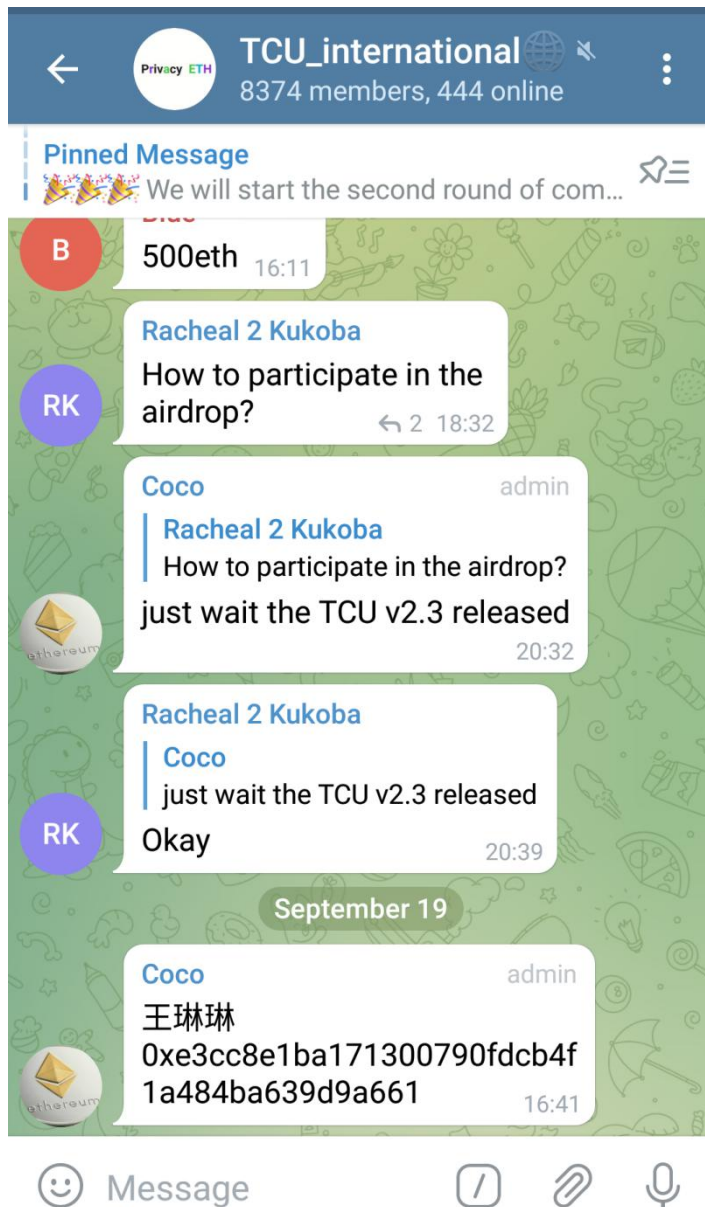 TCU_international
Privacy ETH
8374 members, 444 online
Pinned Message
🎉🎉🎉 We will start the second round of com...
B
500eth 16:11
Racheal 2 Kukoba
How to participate in the
airdrop?
2 18:32
RK
Coco admin
Racheal 2 Kukoba
How to participate in the airdrop?
just wait the TCU v2.3 released
20:32
ethereum
Racheal 2 Kukoba
Coco
just wait the TCU v2.3 released
Okay
20:39
RK
September 19
Coco admin
王琳琳
0xe3cc8e1ba171300790fdcb4f
1a484ba639d9a661
16:41
ethereum
Message